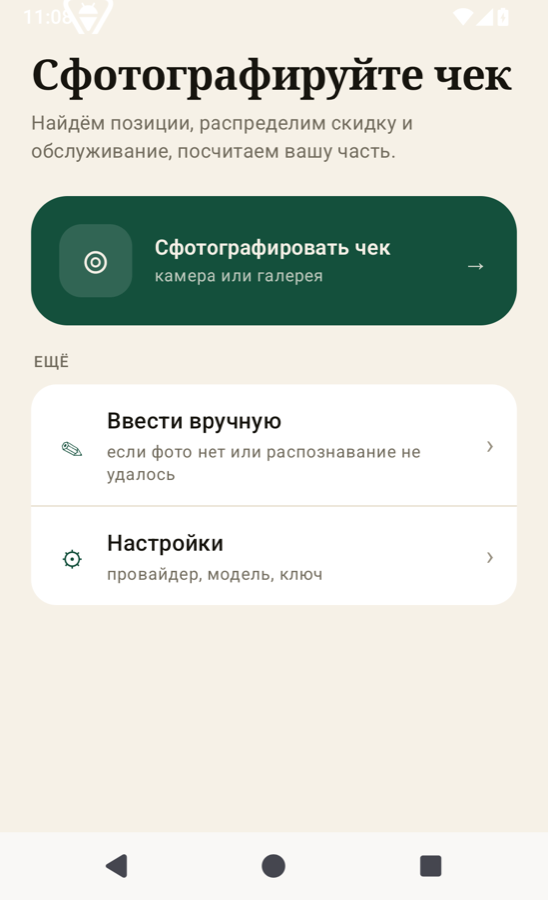 11:08
Сфотографируйте чек
Найдём позиции, распределим скидку и
обслуживание, посчитаем вашу часть.
Сфотографировать чек
камера или галерея
→
ЕЩЁ
Ввести вручную
если фото нет или распознавание не
удалось
›
Настройки
провайдер, модель, ключ
›